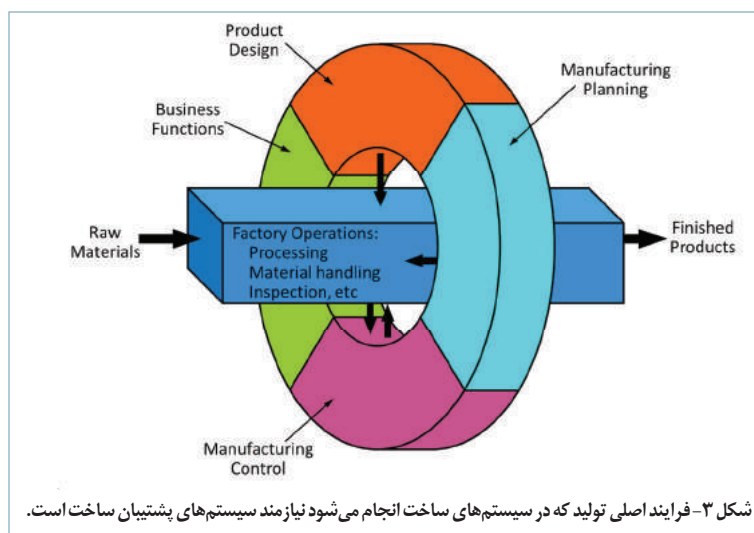 Product
Design
Manufacturing
Planning
Business
Functions
Raw
Materials
Factory Operations:
Processing
Material handling
Inspection, etc
Finished
Products
Manufacturing
Control
شکل ۳- فرایند اصلی تولید که در سیستم‌های ساخت انجام می‌شود نیازمند سیستم‌های پشتیبان ساخت است.